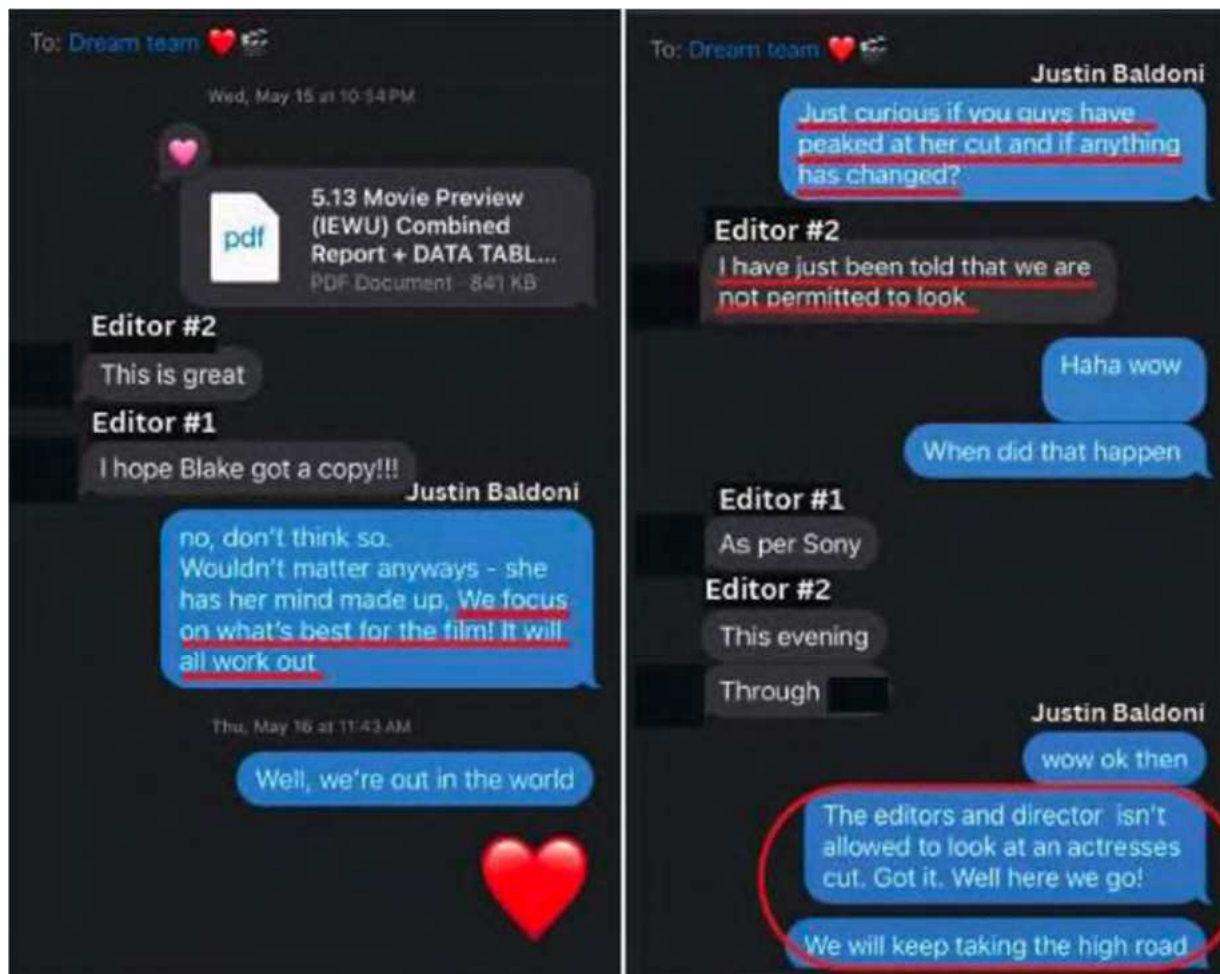 To: Dream team ❤️🎬
Wed, May 15 at 10:54 PM
pdf
5.13 Movie Preview
(IEWU) Combined
Report + DATA TABL...
PDF Document · 841 KB
Editor #2
This is great
Editor #1
I hope Blake got a copy!!!
Justin Baldoni
no, don't think so.
Wouldn't matter anyways - she
has her mind made up. We focus
on what's best for the film! It will
all work out
Thu, May 16 at 11:43 AM
Well, we're out in the world
To: Dream team ❤️🎬
Justin Baldoni
Just curious if you guys have
peaked at her cut and if anything
has changed?
Editor #2
I have just been told that we are
not permitted to look
Haha wow
When did that happen
Editor #1
As per Sony
Editor #2
This evening
Through
Justin Baldoni
wow ok then
The editors and director isn't
allowed to look at an actresses
cut. Got it. Well here we go!
We will keep taking the high road